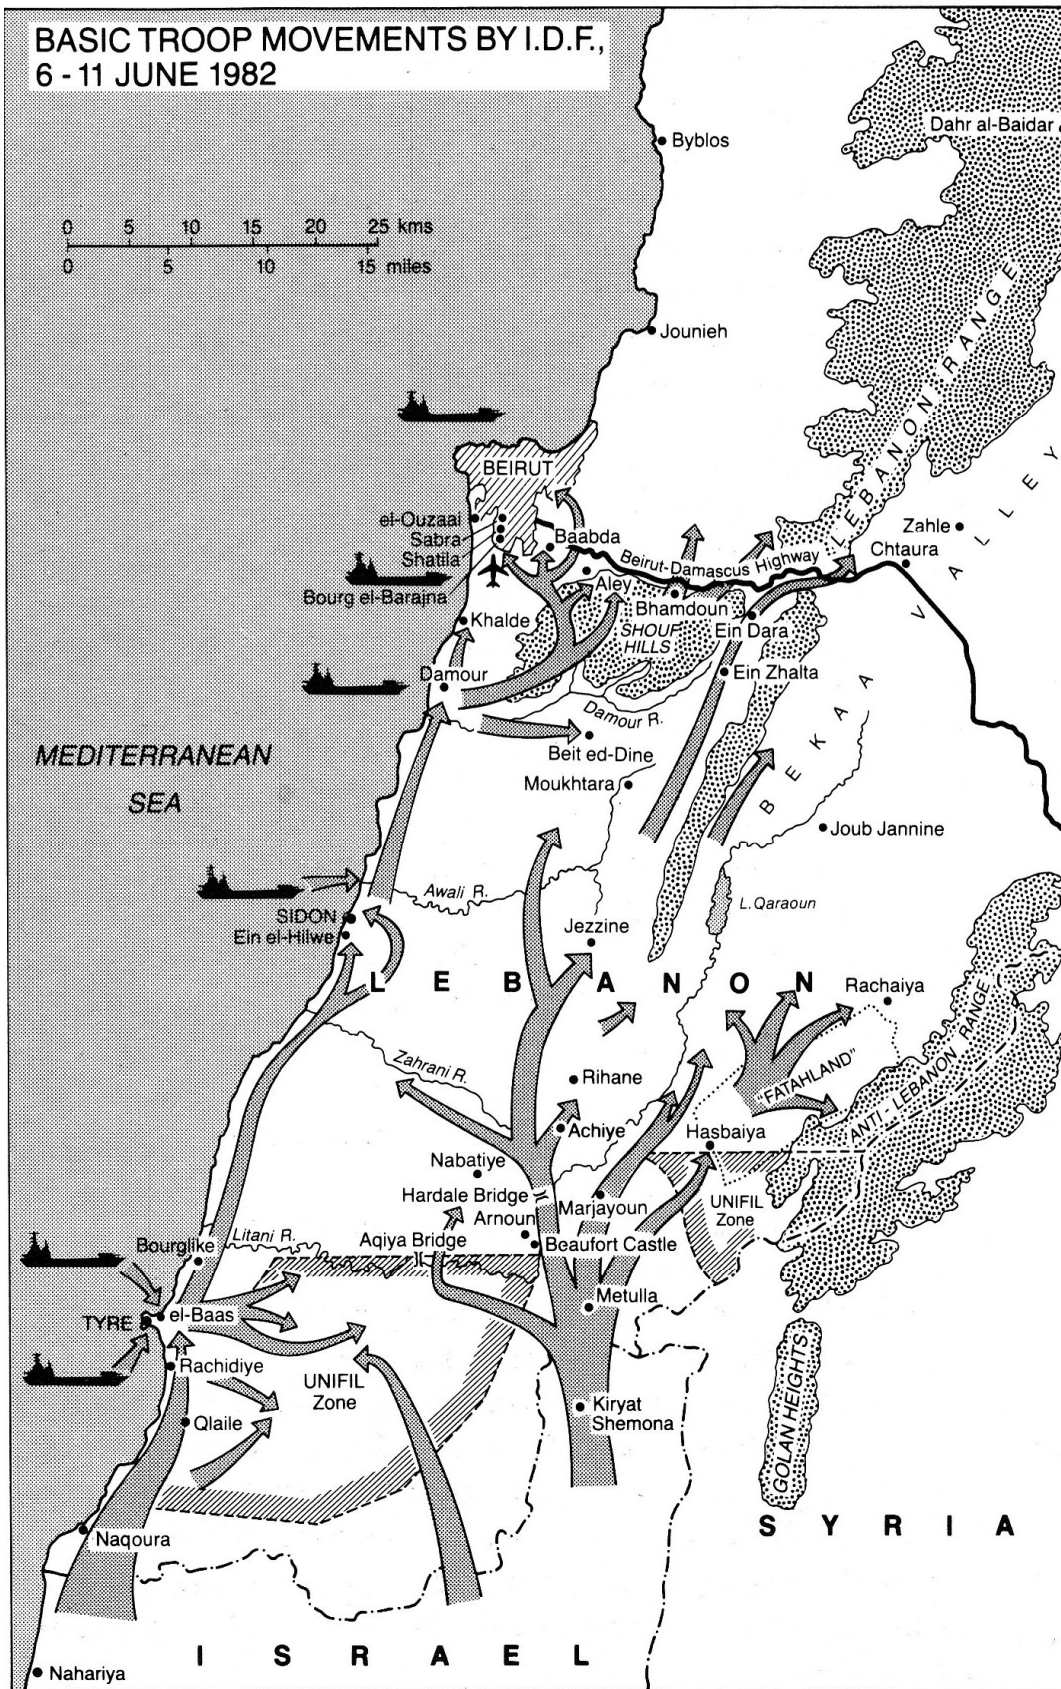 BASIC TROOP MOVEMENTS BY I.D.F.,
6 - 11 JUNE 1982
Byblos
Dahr al-Baidar
0 5 10 15 20 25 kms
0 5 10 15 miles
Jounieh
LEBANON RANGE
BEIRUT
el-Ouzaai
Sabra
Shatila
Bourg el-Barajna
Baabda
Beirut-Damascus Highway
Zahle
Chtaura
Aley
Bhamdoun
Khalde
SHOUF
HILLS
Ein Dara
Damour
Ein Zhalta
Damour R.
BEKAA VALLEY
Beit ed-Dine
Moukhtara
MEDITERRANEAN
SEA
Joub Jannine
Awali R.
L. Qaraoun
SIDON
Ein el-Hilwe
Jezzine
LEBANON
Rachaiya
Zahrani R.
Rihane
"FATAHLAND"
ANTI-LEBANON RANGE
Achiye
Hasbaiya
Nabatiye
Hardale Bridge
Marjayoun
UNIFIL
Zone
Arnoun
Litani R.
Aqiya Bridge
Beaufort Castle
Bourglike
Metulla
TYRE
el-Baas
Rachidiye
UNIFIL
Zone
Qlaile
Kiryat
Shemona
GOLAN HEIGHTS
SYRIA
Naqoura
ISRAEL
Nahariya